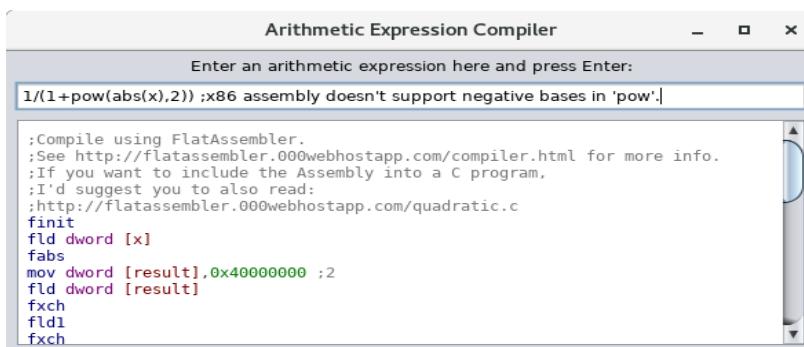 Arithmetic Expression Compiler
Enter an arithmetic expression here and press Enter:
1/(1+pow(abs(x),2)) ;x86 assembly doesn't support negative bases in 'pow'.
;Compile using FlatAssembler.
;See http://flatassembler.000webhostapp.com/compiler.html for more info.
;If you want to include the Assembly into a C program,
;I'd suggest you to also read:
;http://flatassembler.000webhostapp.com/quadratic.c
finit
fld dword [x]
fabs
mov dword [result],0x40000000 ;2
fld dword [result]
fxch
fld1
fxch